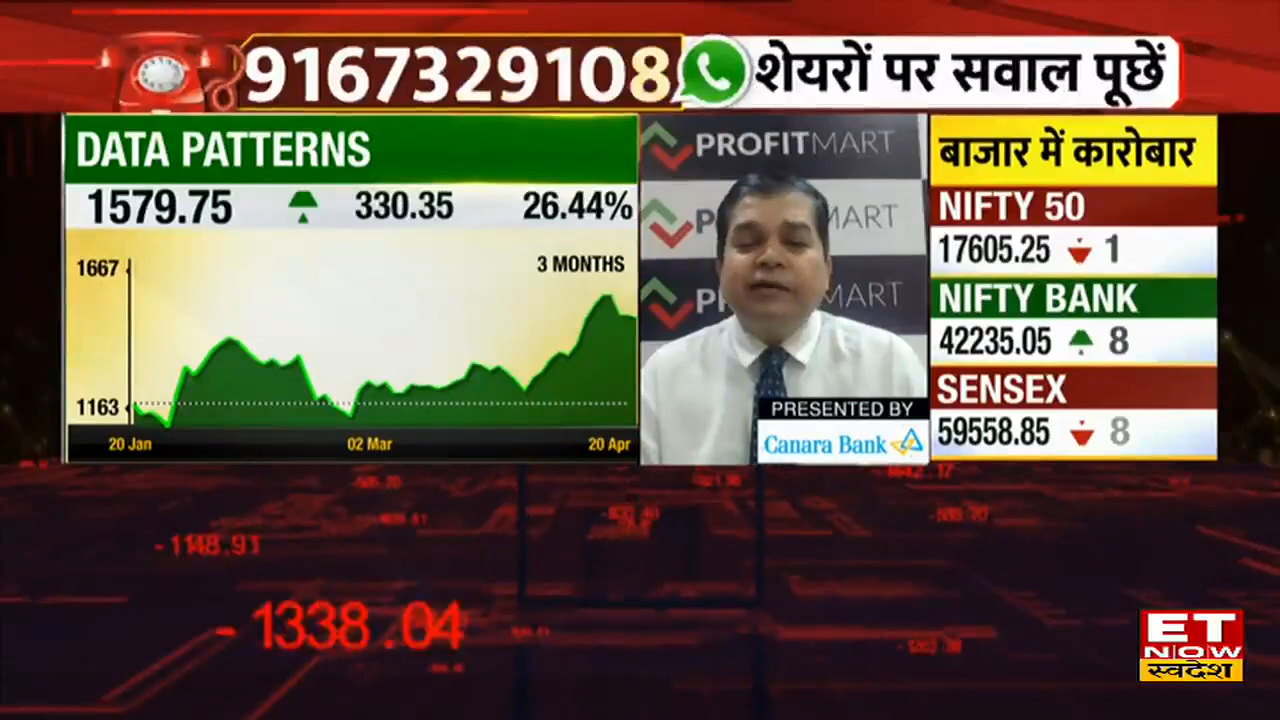 9167329108
शेयरों पर सवाल पूछें
DATA PATTERNS
1579.75 330.35 26.44%
1667
3 MONTHS
1163
20 Jan 02 Mar 20 Apr
PROFITMART
MART
MART
PRESENTED BY
Canara Bank
बाजार में कारोबार
NIFTY 50
17605.25 1
NIFTY BANK
42235.05 8
SENSEX
59558.85 8
-1148.91
-1338.04
ET
NOW
स्वदेश